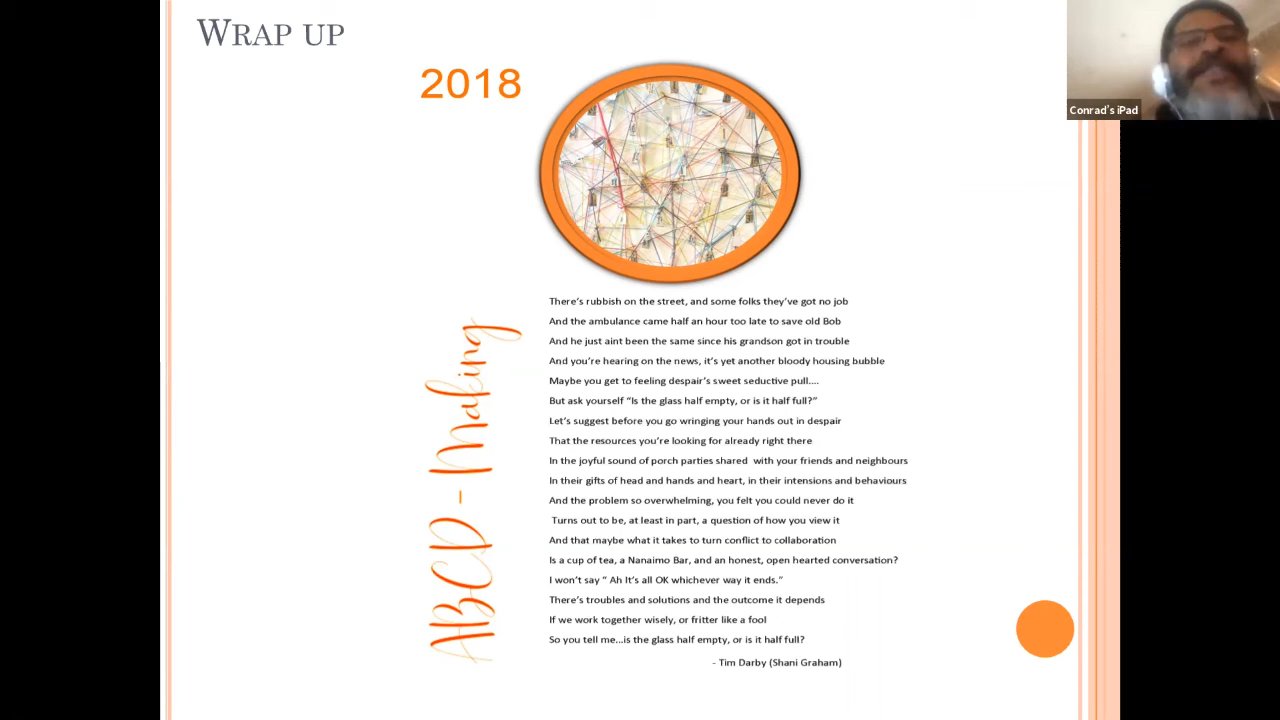 WRAP UP
Conrad's iPad
2018
ABCD - Making
There's rubbish on the street, and some folks they've got no job
And the ambulance came half an hour too late to save old Bob
And he just aint been the same since his grandson got in trouble
And you're hearing on the news, it's yet another bloody housing bubble
Maybe you get to feeling despair's sweet seductive pull....
But ask yourself "Is the glass half empty, or is it half full?"
Let's suggest before you go wringing your hands out in despair
That the resources you're looking for already right there
In the joyful sound of porch parties shared with your friends and neighbours
In their gifts of head and hands and heart, in their intensions and behaviours
And the problem so overwhelming, you felt you could never do it
Turns out to be, at least in part, a question of how you view it
And that maybe what it takes to turn conflict to collaboration
Is a cup of tea, a Nanaimo Bar, and an honest, open hearted conversation?
I won't say " Ah It's all OK whichever way it ends."
There's troubles and solutions and the outcome it depends
If we work together wisely, or fritter like a fool
So you tell me...is the glass half empty, or is it half full?
- Tim Darby (Shani Graham)